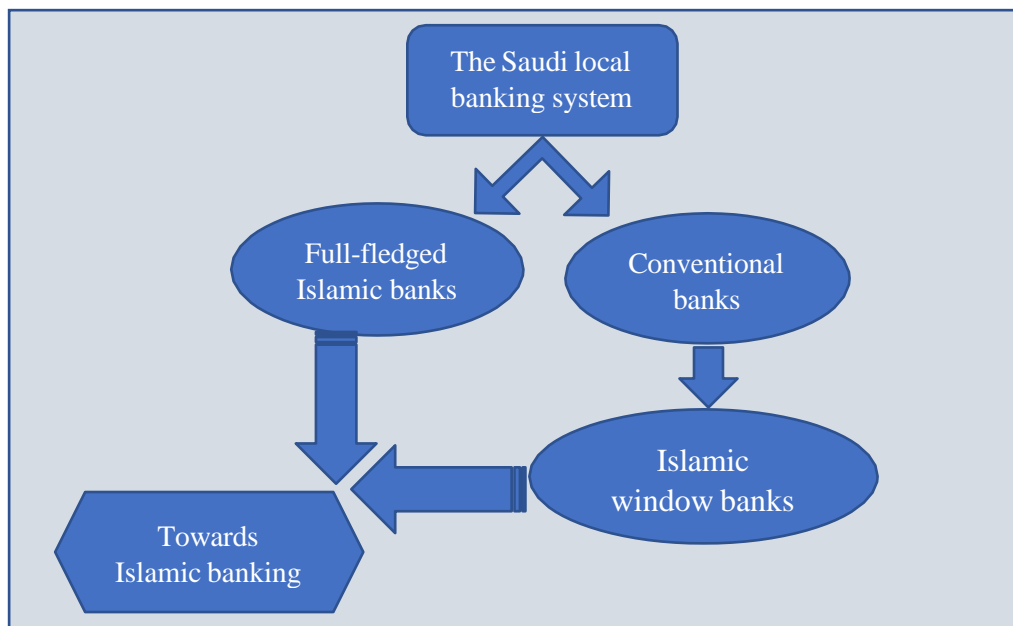 The Saudi local
banking system
Full-fledged
Islamic banks
Conventional
banks
Islamic
window banks
Towards
Islamic banking